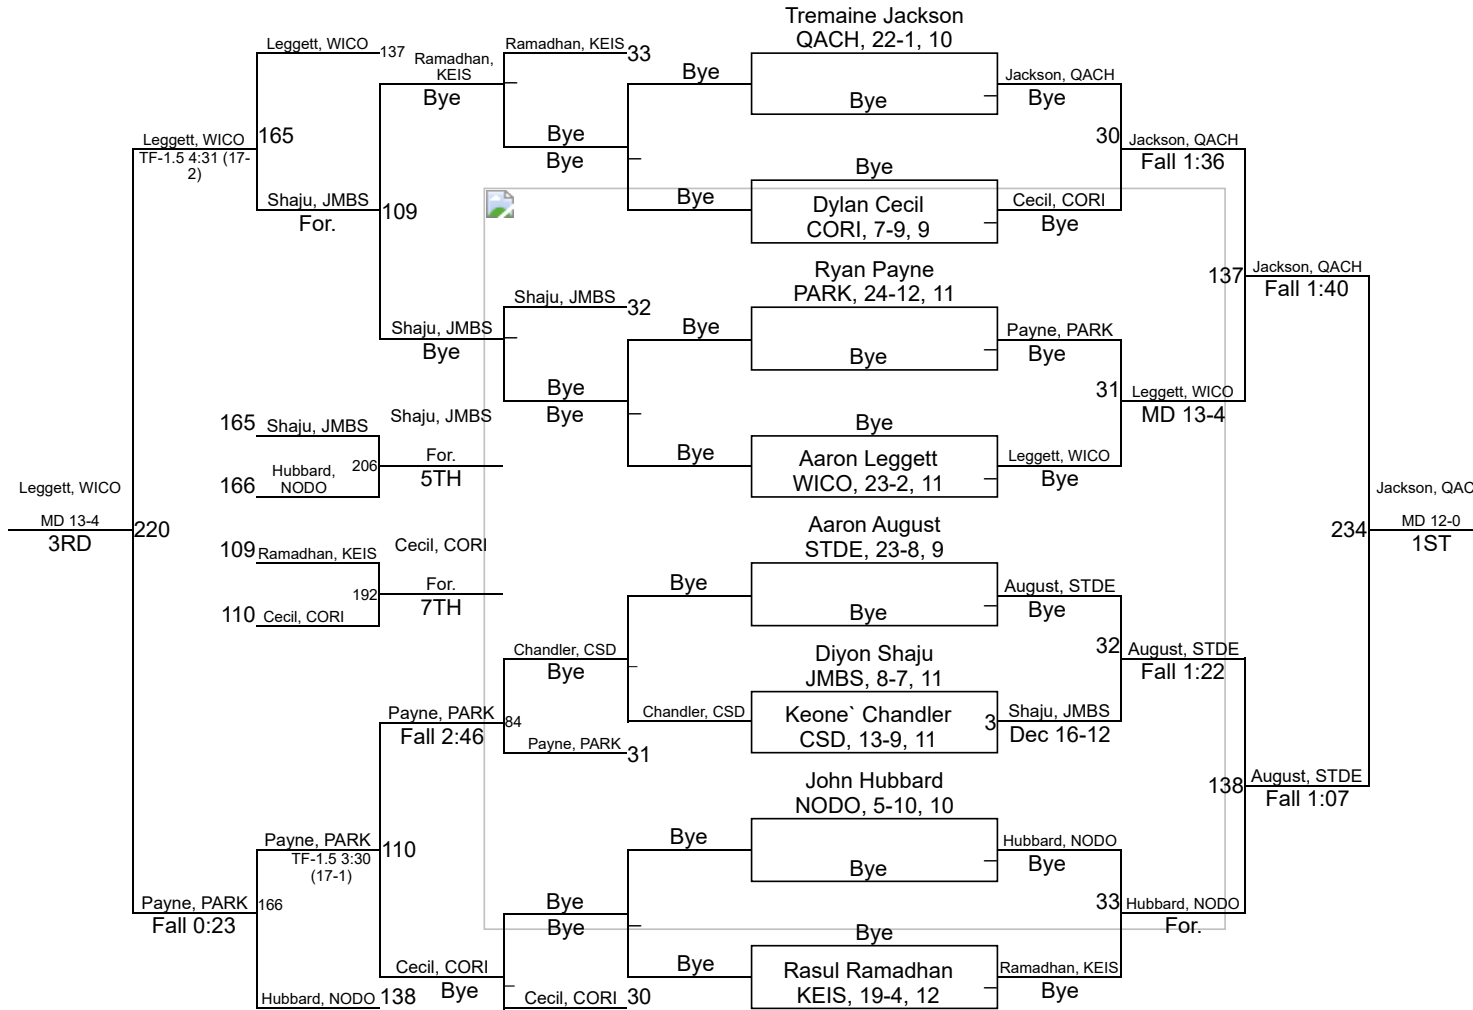 Tremaine Jackson
QACH, 22-1, 10
Leggett, WICO
137
Ramadhan,
KEIS
Bye
Ramadhan, KEIS
33
Bye
Bye
Jackson, QACH
Bye
Leggett, WICO
TF-1.5 4:31 (17-
2)
165
Bye
Bye
30
Jackson, QACH
Fall 1:36
Bye
Shaju, JMBS
For.
109
Bye
Dylan Cecil
CORI, 7-9, 9
Cecil, CORI
Bye
Ryan Payne
PARK, 24-12, 11
137
Jackson, QACH
Fall 1:40
Shaju, JMBS
32
Shaju, JMBS
Bye
Bye
Bye
Payne, PARK
Bye
Bye
Bye
31
Leggett, WICO
MD 13-4
165
Shaju, JMBS
Shaju, JMBS
Bye
206
For.
5TH
166
Hubbard,
NODO
Bye
Aaron Leggett
WICO, 23-2, 11
Leggett, WICO
Bye
Leggett, WICO
MD 13-4
3RD
220
Aaron August
STDE, 23-8, 9
234
Jackson, QAC
MD 12-0
1ST
109
Ramadhan, KEIS
Cecil, CORI
192
For.
7TH
110
Cecil, CORI
Bye
Bye
August, STDE
Bye
Chandler, CSD
Bye
Diyon Shaju
JMBS, 8-7, 11
32
August, STDE
Fall 1:22
Payne, PARK
Fall 2:46
84
Chandler, CSD
Keone` Chandler
CSD, 13-9, 11
3
Shaju, JMBS
Dec 16-12
Payne, PARK
31
John Hubbard
NODO, 5-10, 10
138
August, STDE
Fall 1:07
Payne, PARK
TF-1.5 3:30
(17-1)
110
Bye
Bye
Hubbard, NODO
Bye
Payne, PARK
Fall 0:23
166
Bye
Bye
33
Hubbard, NODO
For.
Bye
Cecil, CORI
Bye
Bye
Rasul Ramadhan
KEIS, 19-4, 12
Ramadhan, KEIS
Bye
Hubbard, NODO
138
Cecil, CORI
30